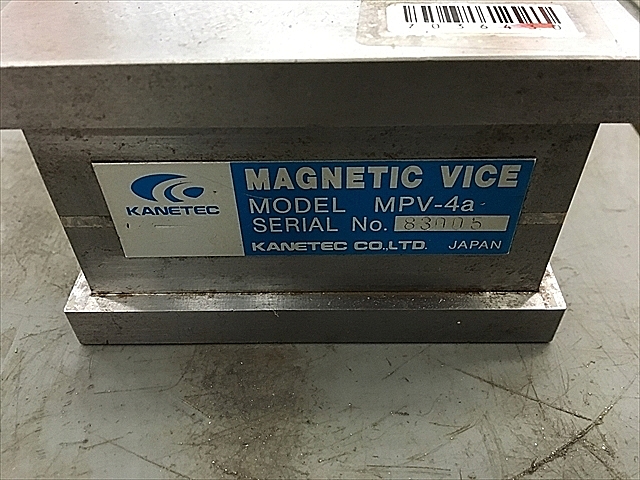 KANETEC
MAGNETIC VICE
MODEL MPV-4a
SERIAL No. 83005
KANETEC CO.,LTD. JAPAN